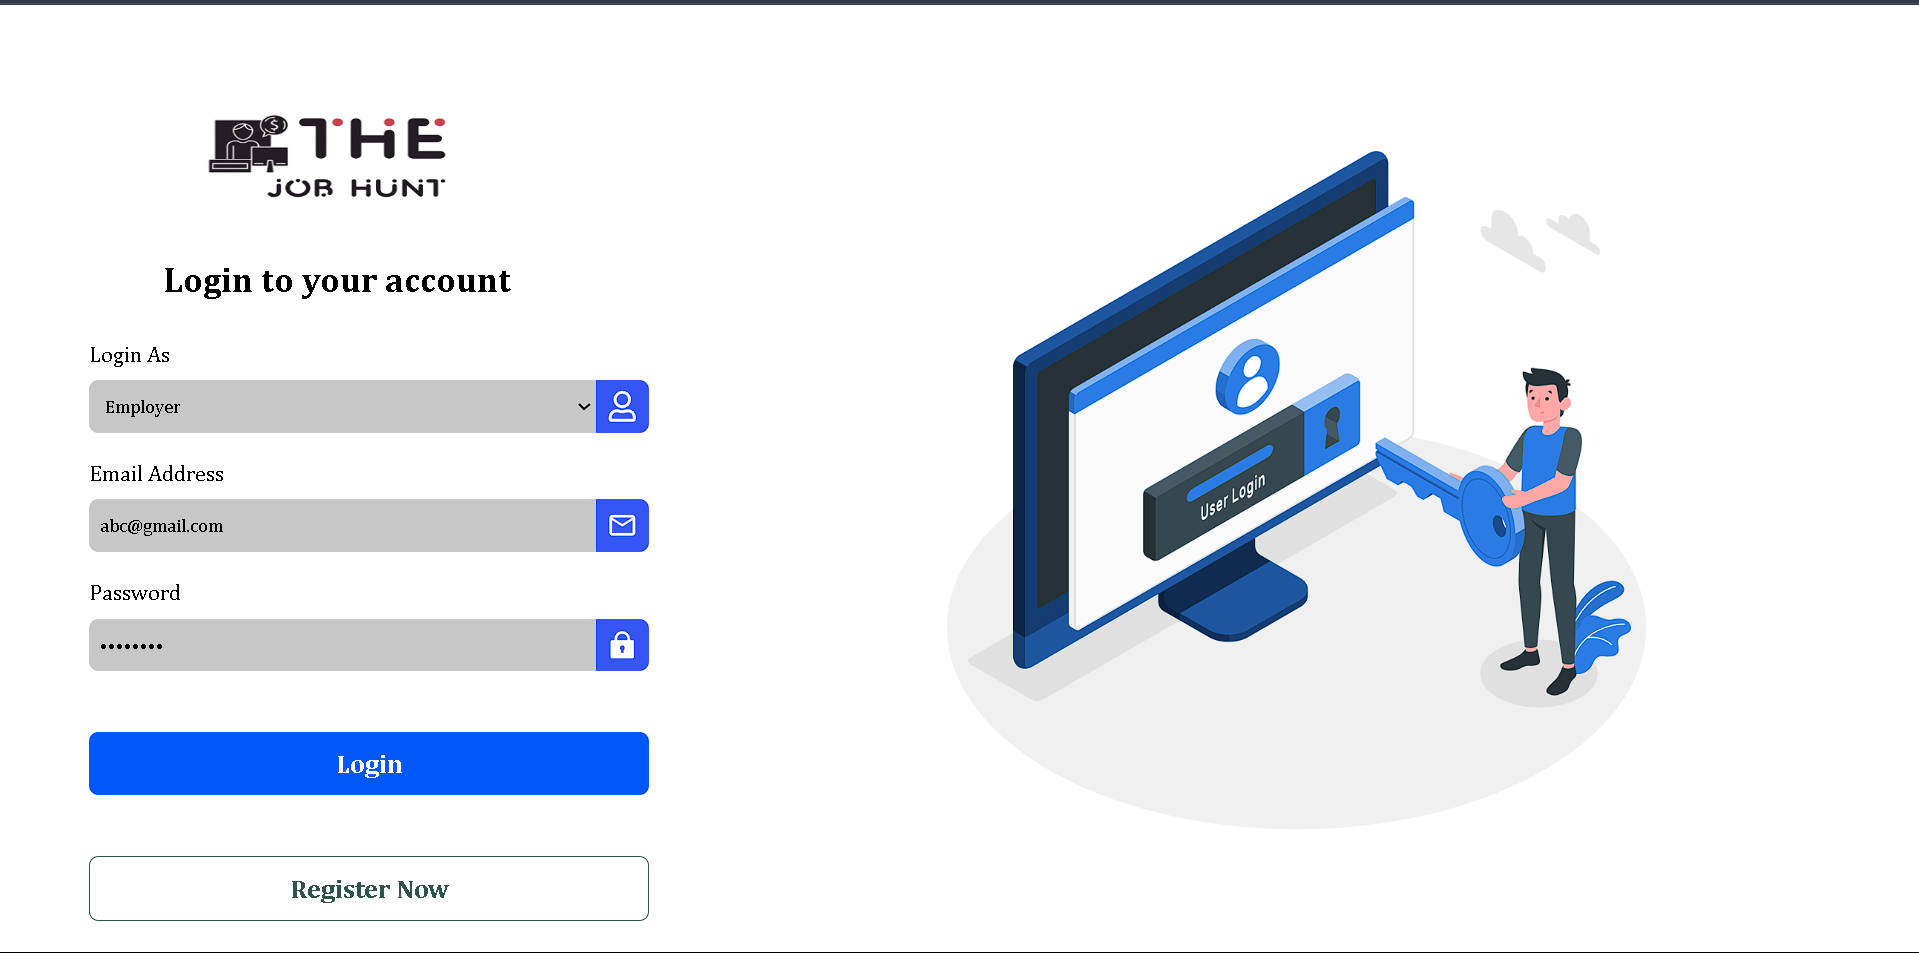 THE
JOB HUNT
Login to your account
Login As
Employer
Email Address
abc@gmail.com
Password
••••••••
Login
Register Now
User Login